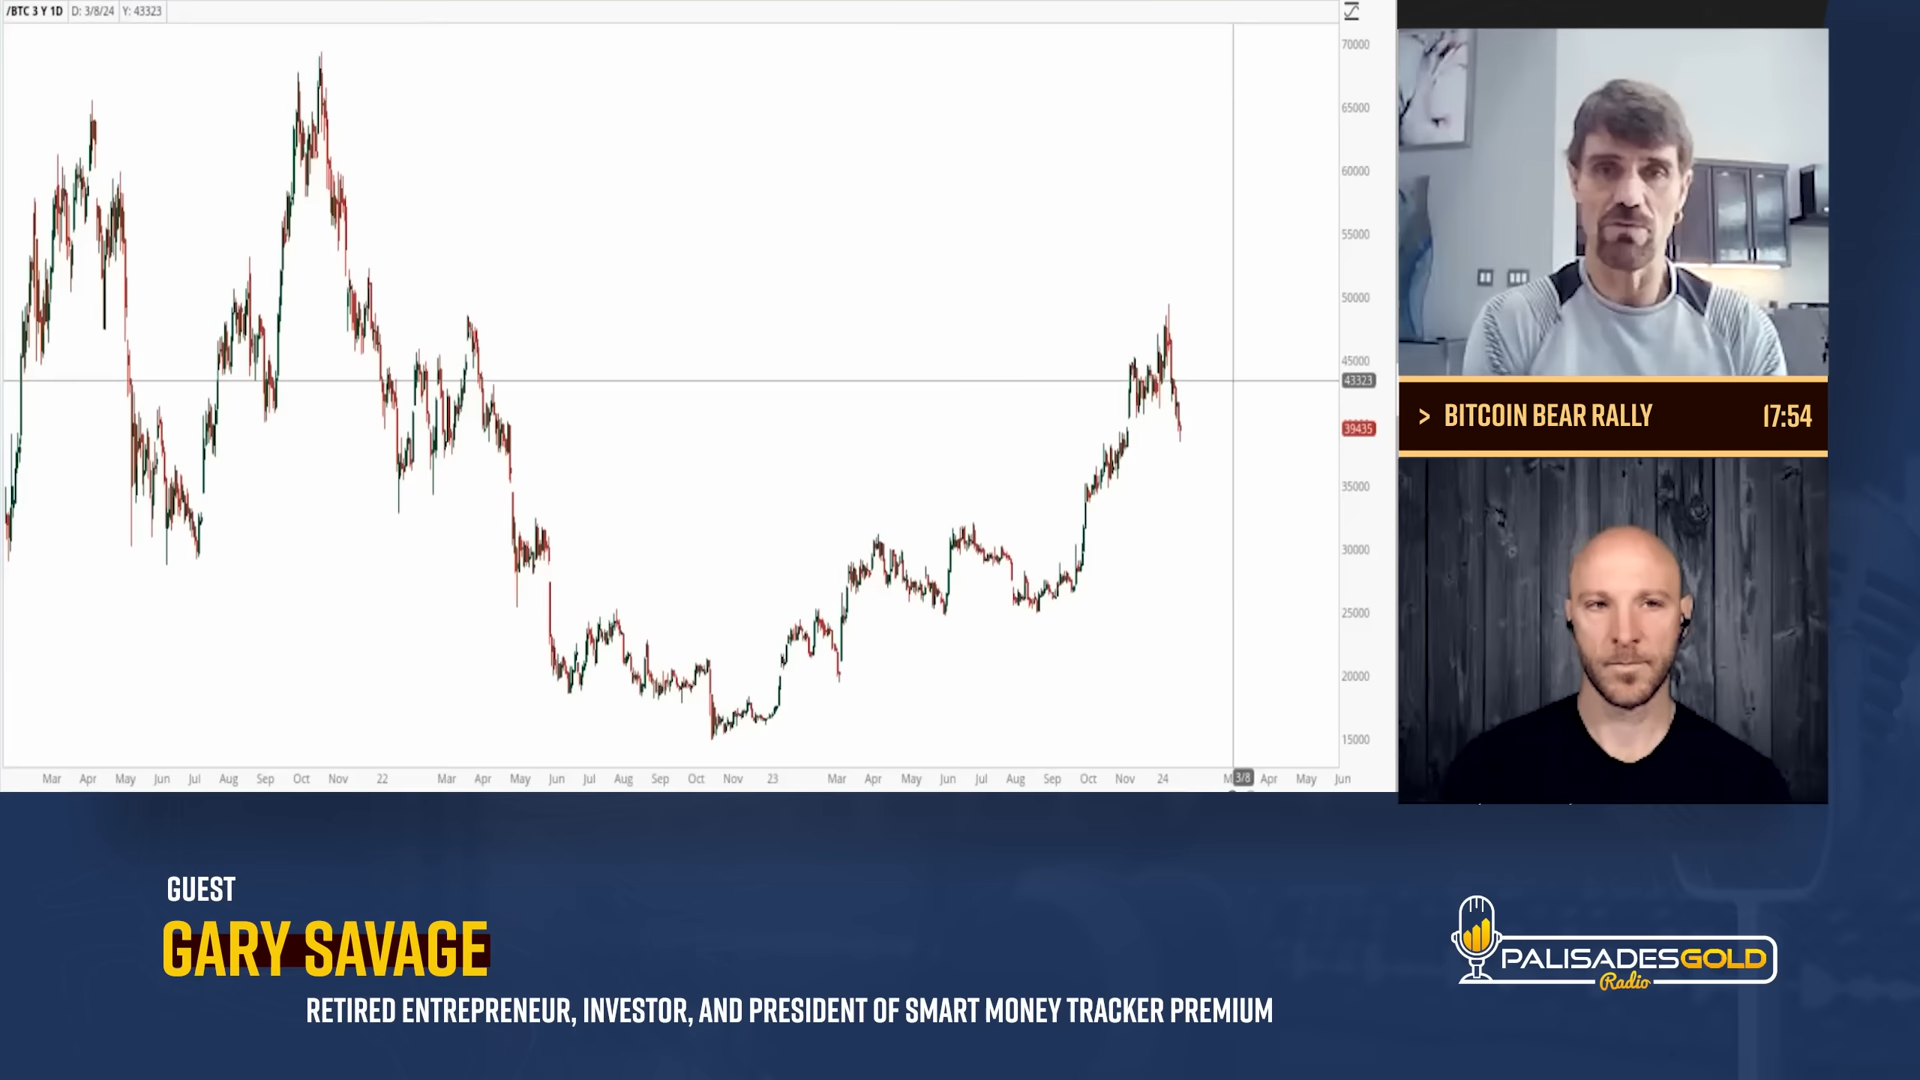 /BTC 3 Y 1D D: 3/8/24 Y: 43323
70000
65000
60000
55000
50000
45000
43323
39435
35000
30000
25000
20000
15000
Mar Apr May Jun Jul Aug Sep Oct Nov 22 Mar Apr May Jun Jul Aug Sep Oct Nov 23 Mar Apr May Jun Jul Aug Sep Oct Nov 24 M 3/8 Apr May Jun
> BITCOIN BEAR RALLY 17:54
GUEST
GARY SAVAGE
RETIRED ENTREPRENEUR, INVESTOR, AND PRESIDENT OF SMART MONEY TRACKER PREMIUM
PALISADESGOLD
Radio